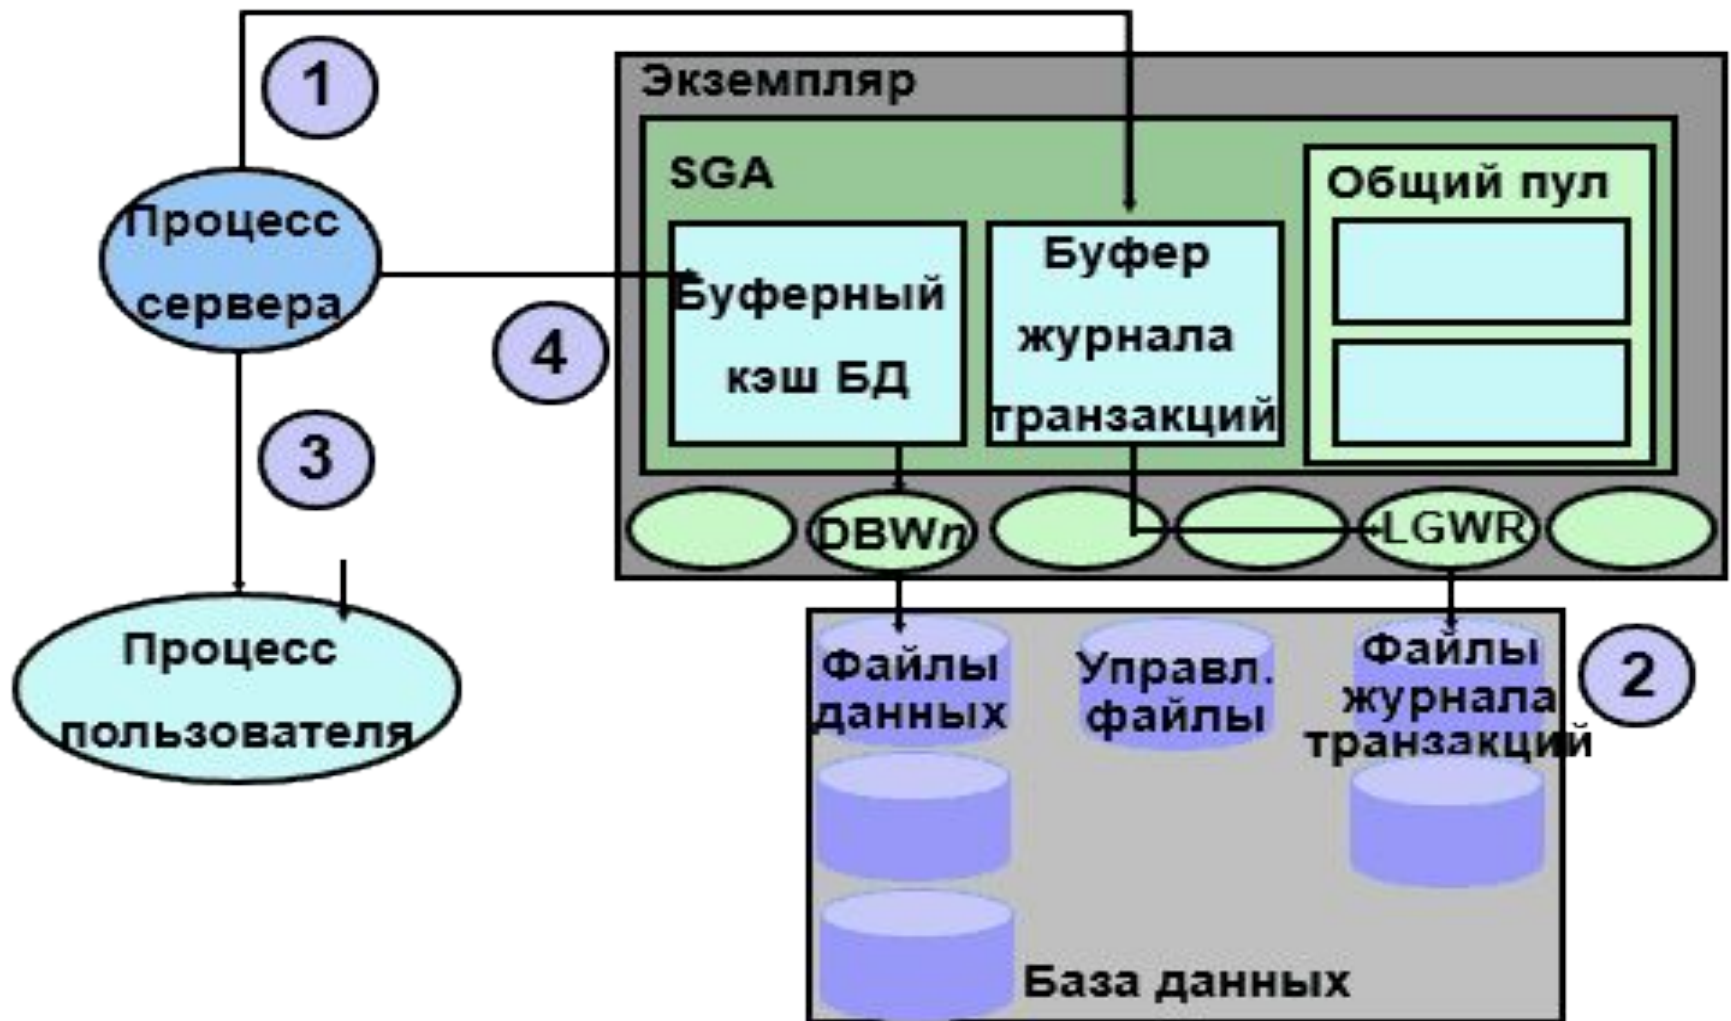 1
Экземпляр
SGA
Общий пул
Процесс
сервера
Буферный
кэш БД
Буфер
журнала
транзакций
4
3
DBWn
LGWR
Процесс
пользователя
Файлы
данных
Управл.
файлы
Файлы
журнала
транзакций
2
База данных